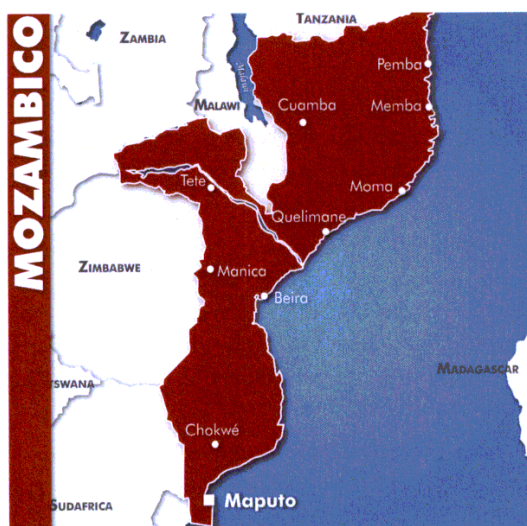 MOZAMBICO
TANZANIA
ZAMBIA
Malawi
MALAWI
Pemba
Cuamba
Memba
Tete
Moma
Quelimane
ZIMBABWE
Manica
Beira
MADAGASCAR
TSWANA
Chokwé
SUDAFRICA
Maputo